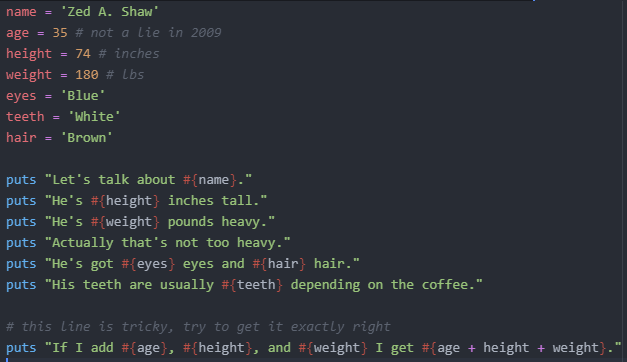 name = 'Zed A. Shaw'
age = 35 # not a lie in 2009
height = 74 # inches
weight = 180 # lbs
eyes = 'Blue'
teeth = 'White'
hair = 'Brown'
puts "Let's talk about #{name}."
puts "He's #{height} inches tall."
puts "He's #{weight} pounds heavy."
puts "Actually that's not too heavy."
puts "He's got #{eyes} eyes and #{hair} hair."
puts "His teeth are usually #{teeth} depending on the coffee."
# this line is tricky, try to get it exactly right
puts "If I add #{age}, #{height}, and #{weight} I get #{age + height + weight}."